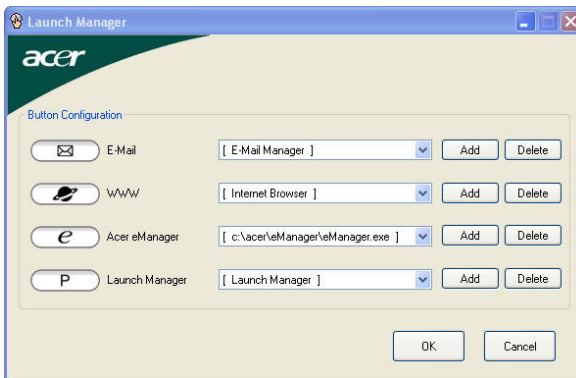 Launch Manager
acer
Button Configuration
E-Mail [ E-Mail Manager ] Add Delete
WWW [ Internet Browser ] Add Delete
e Acer eManager [ c:\acer\eManager\eManager.exe ] Add Delete
P Launch Manager [ Launch Manager ] Add Delete
OK Cancel